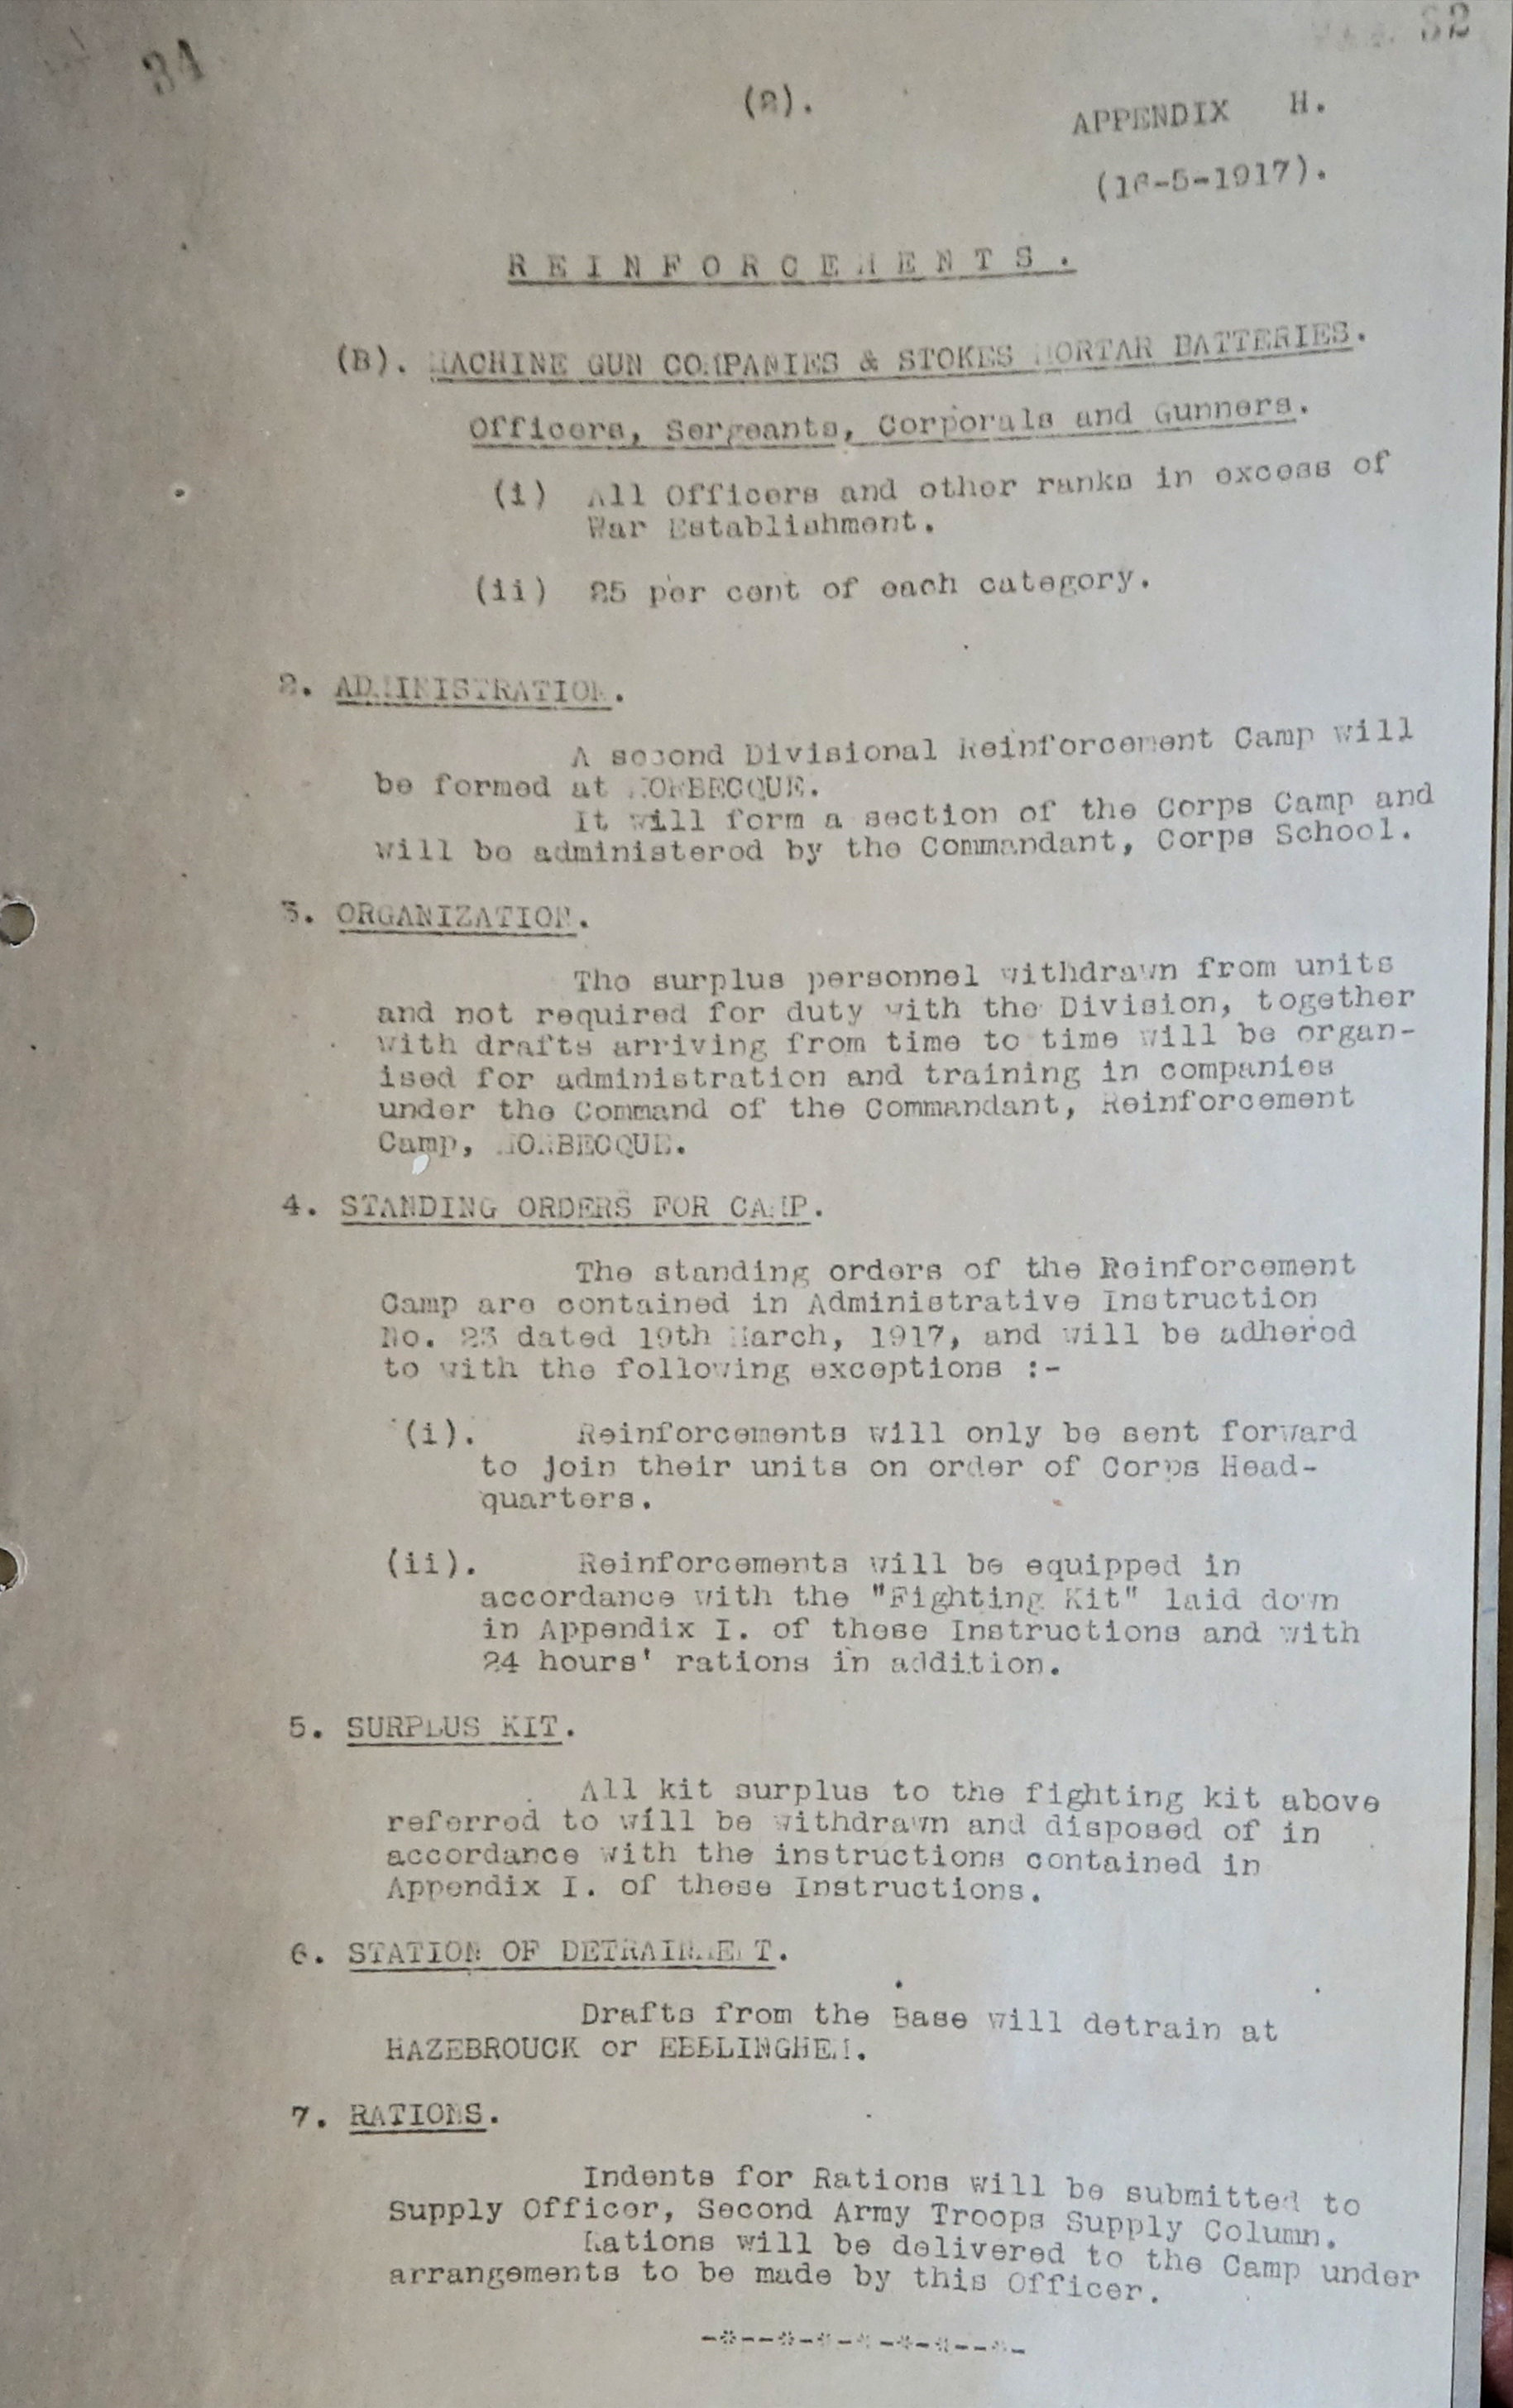 34
32
(2).
APPENDIX H.
(16-5-1917).
REINFORCEMENTS.
(B). MACHINE GUN COMPANIES & STOKES MORTAR BATTERIES.
Officers, Sergeants, Corporals and Gunners.
(i) All Officers and other ranks in excess of
War Establishment.
(ii) 25 per cent of each category.
2. ADMINISTRATION.
A second Divisional Reinforcement Camp will
be formed at MORBECQUE.
It will form a section of the Corps Camp and
will be administered by the Commandant, Corps School.
3. ORGANIZATION.
The surplus personnel withdrawn from units
and not required for duty with the Division, together
with drafts arriving from time to time will be organ-
ised for administration and training in companies
under the Command of the Commandant, Reinforcement
Camp, MORBECQUE.
4. STANDING ORDERS FOR CAMP.
The standing orders of the Reinforcement
Camp are contained in Administrative Instruction
No. 23 dated 19th March, 1917, and will be adhered
to with the following exceptions :-
(i). Reinforcements will only be sent forward
to join their units on order of Corps Head-
quarters.
(ii). Reinforcements will be equipped in
accordance with the "Fighting Kit" laid down
in Appendix I. of these Instructions and with
24 hours' rations in addition.
5. SURPLUS KIT.
All kit surplus to the fighting kit above
referred to will be withdrawn and disposed of in
accordance with the instructions contained in
Appendix I. of these Instructions.
6. STATION OF DETRAINMENT.
Drafts from the Base will detrain at
HAZEBROUCK or EBBLINGHEM.
7. RATIONS.
Indents for Rations will be submitted to
Supply Officer, Second Army Troops Supply Column.
Rations will be delivered to the Camp under
arrangements to be made by this Officer.
-*--*-*-*-*-*--*-